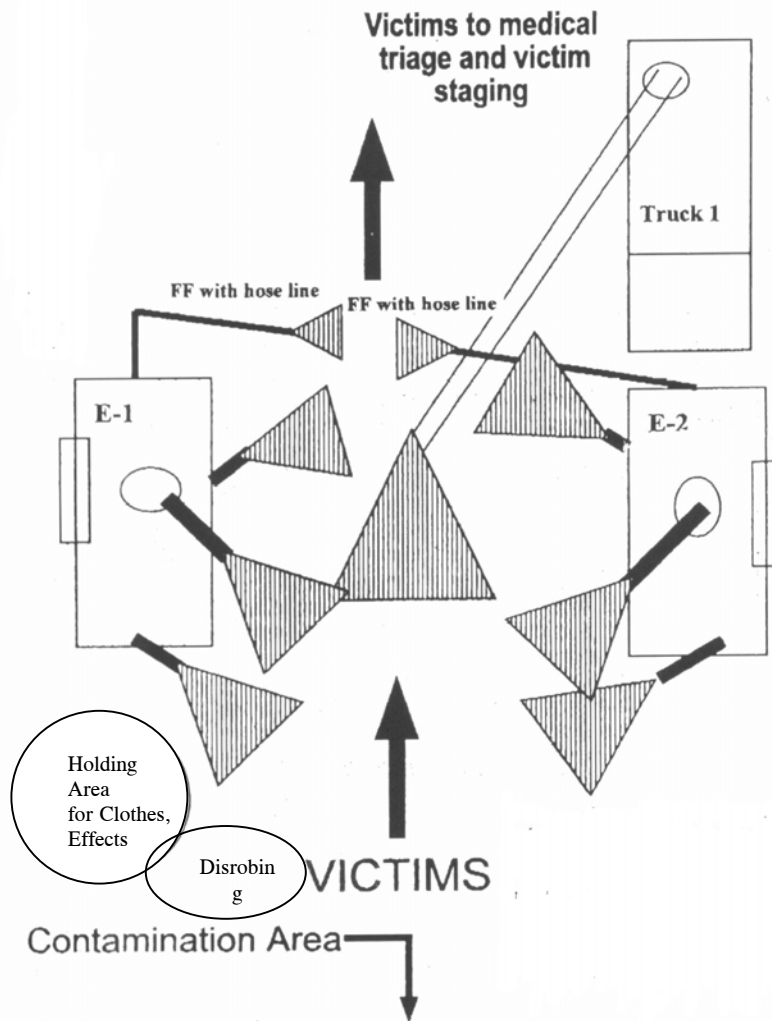 Victims to medical
triage and victim
staging
Truck 1
FF with hose line
FF with hose line
E-1
E-2
Holding
Area
for Clothes,
Effects
Disrobin
g
VICTIMS
Contamination Area